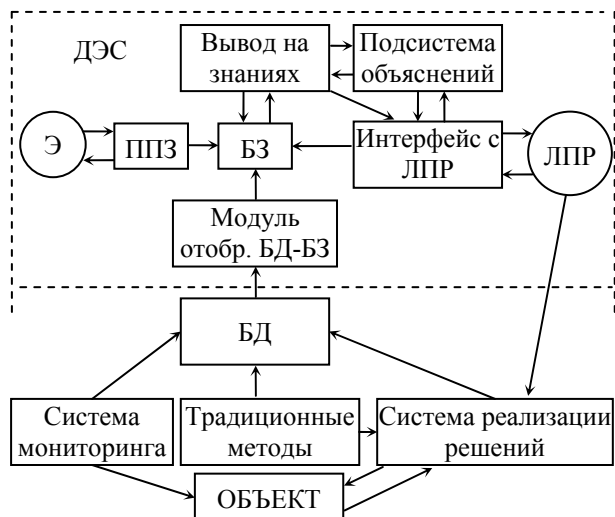 ДЭС
Вывод на
знаниях
Подсистема
объяснений
Э
ППЗ
БЗ
Интерфейс с
ЛПР
ЛПР
Модуль
отобр. БД-БЗ
БД
Система
мониторинга
Традиционные
методы
Система реализации
решений
ОБЪЕКТ